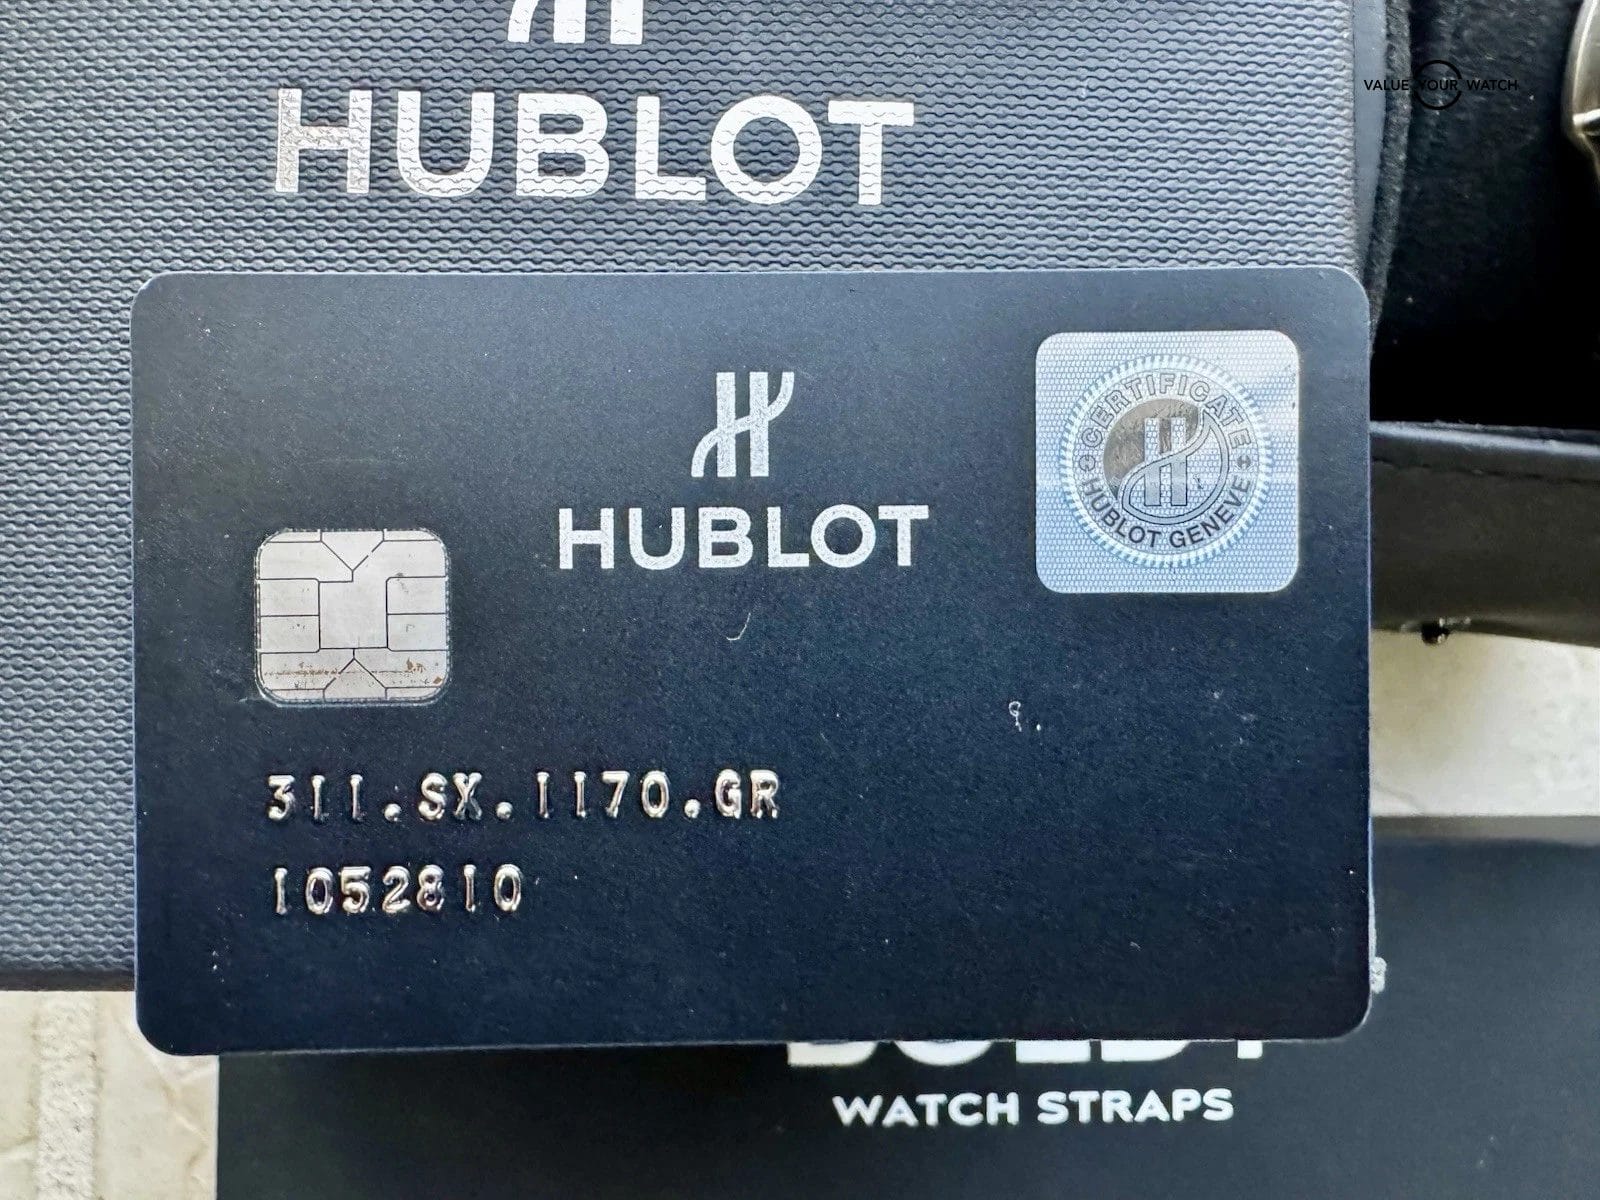 HUBLOT
VALUE YOUR WATCH
HUBLOT
CERTIFICATE
HUBLOT GENEVE
311.SX.1170.GR
1052810
WATCH STRAPS